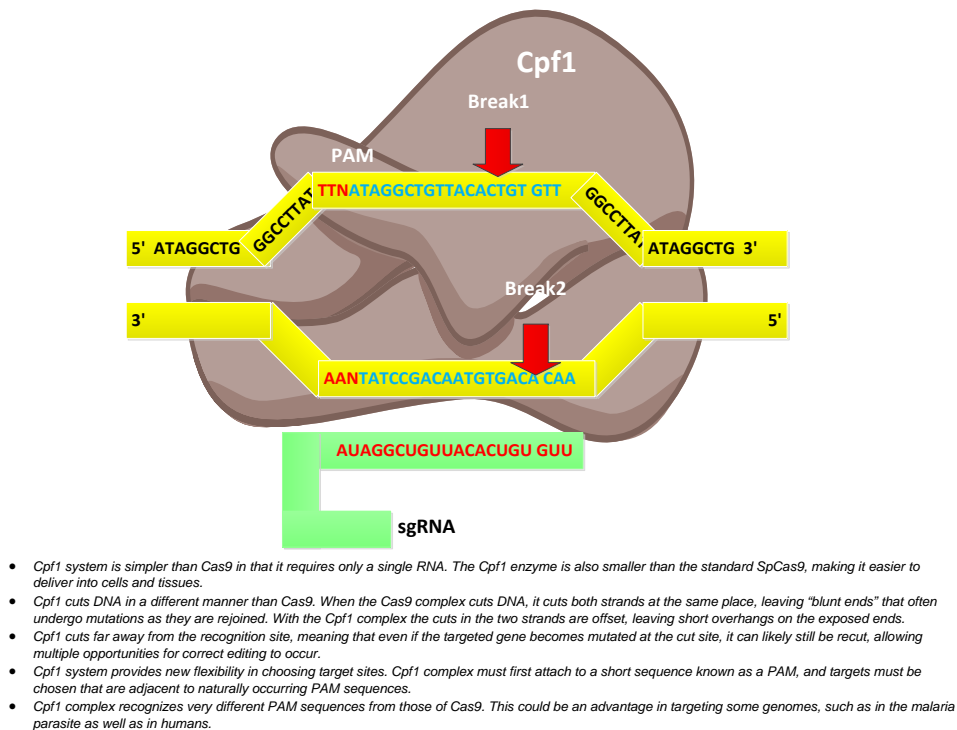 Cpf1
Break1
PAM
TTNATAGGCTGTTACACTGT GTT
GGCCTTAT
GGCCTTAT
5' ATAGGCTG
ATAGGCTG 3'
Break2
3'
5'
AANTATCCGACAATGTGACA CAA
AUAGGCUGUUACACUGU GUU
sgRNA
• Cpf1 system is simpler than Cas9 in that it requires only a single RNA. The Cpf1 enzyme is also smaller than the standard SpCas9, making it easier to
deliver into cells and tissues.
• Cpf1 cuts DNA in a different manner than Cas9. When the Cas9 complex cuts DNA, it cuts both strands at the same place, leaving “blunt ends” that often
undergo mutations as they are rejoined. With the Cpf1 complex the cuts in the two strands are offset, leaving short overhangs on the exposed ends.
• Cpf1 cuts far away from the recognition site, meaning that even if the targeted gene becomes mutated at the cut site, it can likely still be recut, allowing
multiple opportunities for correct editing to occur.
• Cpf1 system provides new flexibility in choosing target sites. Cpf1 complex must first attach to a short sequence known as a PAM, and targets must be
chosen that are adjacent to naturally occurring PAM sequences.
• Cpf1 complex recognizes very different PAM sequences from those of Cas9. This could be an advantage in targeting some genomes, such as in the malaria
parasite as well as in humans.